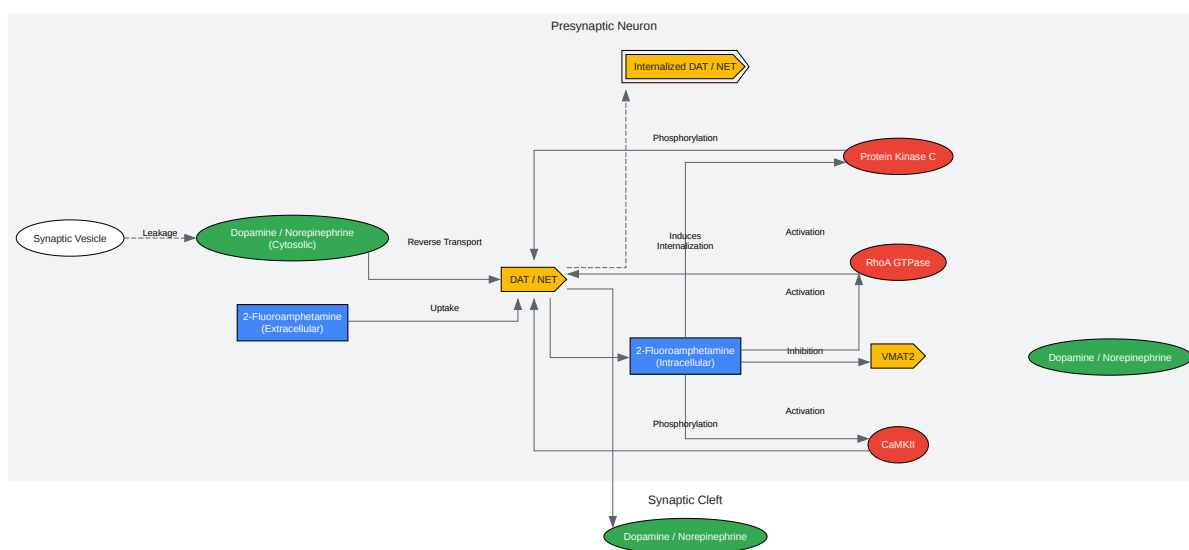 Presynaptic Neuron
Internalized DAT / NET
Phosphorylation
Protein Kinase C
Synaptic Vesicle
Leakage
Dopamine / Norepinephrine
(Cytosolic)
Reverse Transport
Induces
Internalization
Activation
RhoA GTPase
DAT / NET
Activation
2-Fluoroamphetamine
(Extracellular)
Uptake
2-Fluoroamphetamine
(Intracellular)
Inhibition
VMAT2
Dopamine / Norepinephrine
Activation
Phosphorylation
CaMKII
Synaptic Cleft
Dopamine / Norepinephrine